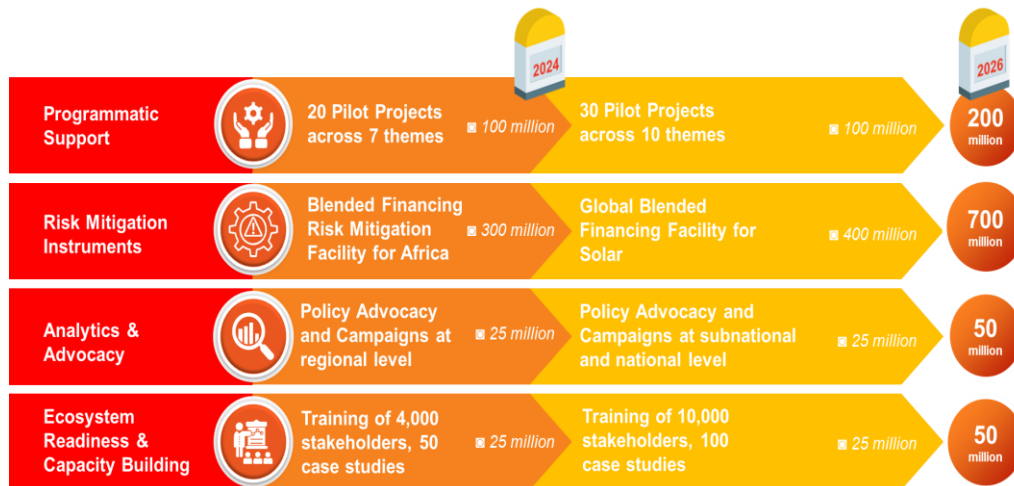 2024
2026
Programmatic
Support
20 Pilot Projects
across 7 themes
◙ 100 million
30 Pilot Projects
across 10 themes
◙ 100 million
200
million
Risk Mitigation
Instruments
Blended Financing
Risk Mitigation
Facility for Africa
◙ 300 million
Global Blended
Financing Facility for
Solar
◙ 400 million
700
million
Analytics &
Advocacy
Policy Advocacy
and Campaigns at
regional level
◙ 25 million
Policy Advocacy and
Campaigns at subnational
and national level
◙ 25 million
50
million
Ecosystem
Readiness &
Capacity Building
Training of 4,000
stakeholders, 50
case studies
◙ 25 million
Training of 10,000
stakeholders, 100
case studies
◙ 25 million
50
million